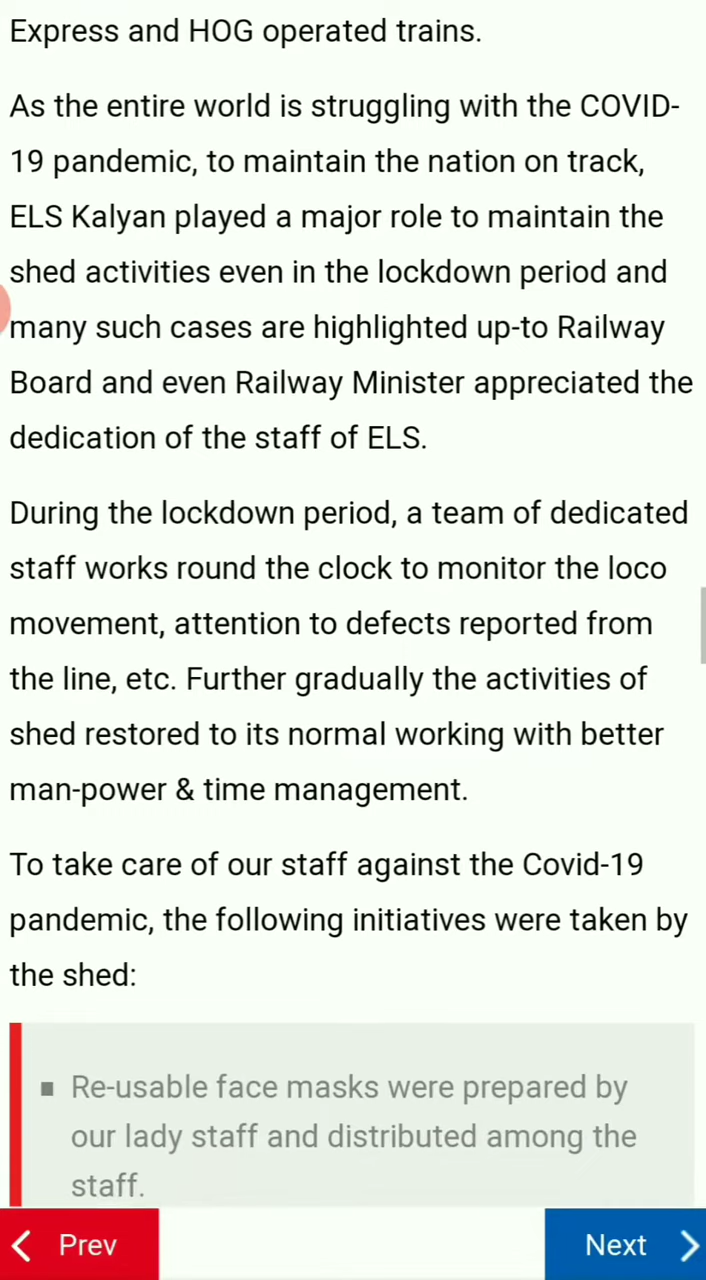 Express and HOG operated trains.
As the entire world is struggling with the COVID-
19 pandemic, to maintain the nation on track,
ELS Kalyan played a major role to maintain the
shed activities even in the lockdown period and
many such cases are highlighted up-to Railway
Board and even Railway Minister appreciated the
dedication of the staff of ELS.
During the lockdown period, a team of dedicated
staff works round the clock to monitor the loco
movement, attention to defects reported from
the line, etc. Further gradually the activities of
shed restored to its normal working with better
man-power & time management.
To take care of our staff against the Covid-19
pandemic, the following initiatives were taken by
the shed:
▪ Re-usable face masks were prepared by
our lady staff and distributed among the
staff.
Prev
Next